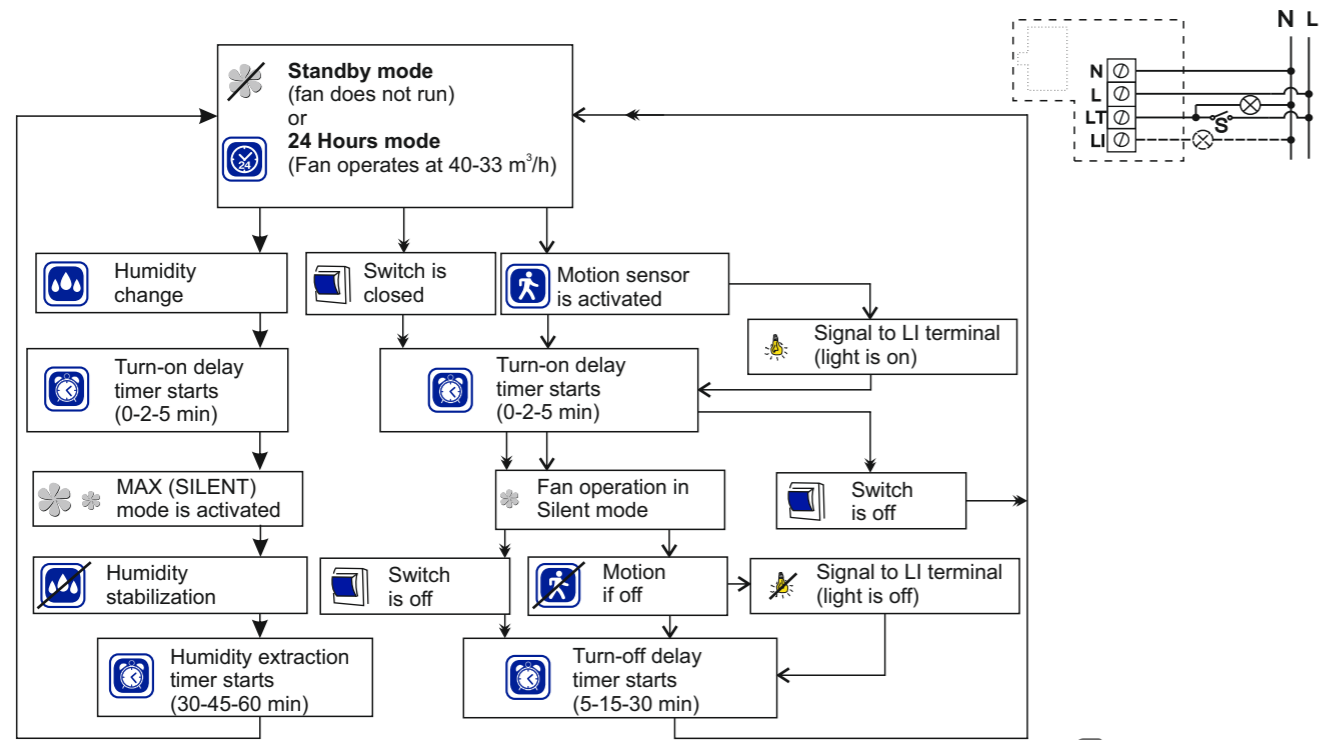 N L
Standby mode
(fan does not run)
or
24 Hours mode
24
(Fan operates at 40-33 m³/h)
N
L
LT
S
LI
Humidity
change
Switch is
closed
Motion sensor
is activated
Signal to LI terminal
(light is on)
Turn-on delay
timer starts
(0-2-5 min)
Turn-on delay
timer starts
(0-2-5 min)
MAX (SILENT)
mode is activated
Fan operation in
Silent mode
Switch
is off
Humidity
stabilization
Switch
is off
Motion
if off
Signal to LI terminal
(light is off)
Humidity extraction
timer starts
(30-45-60 min)
Turn-off delay
timer starts
(5-15-30 min)